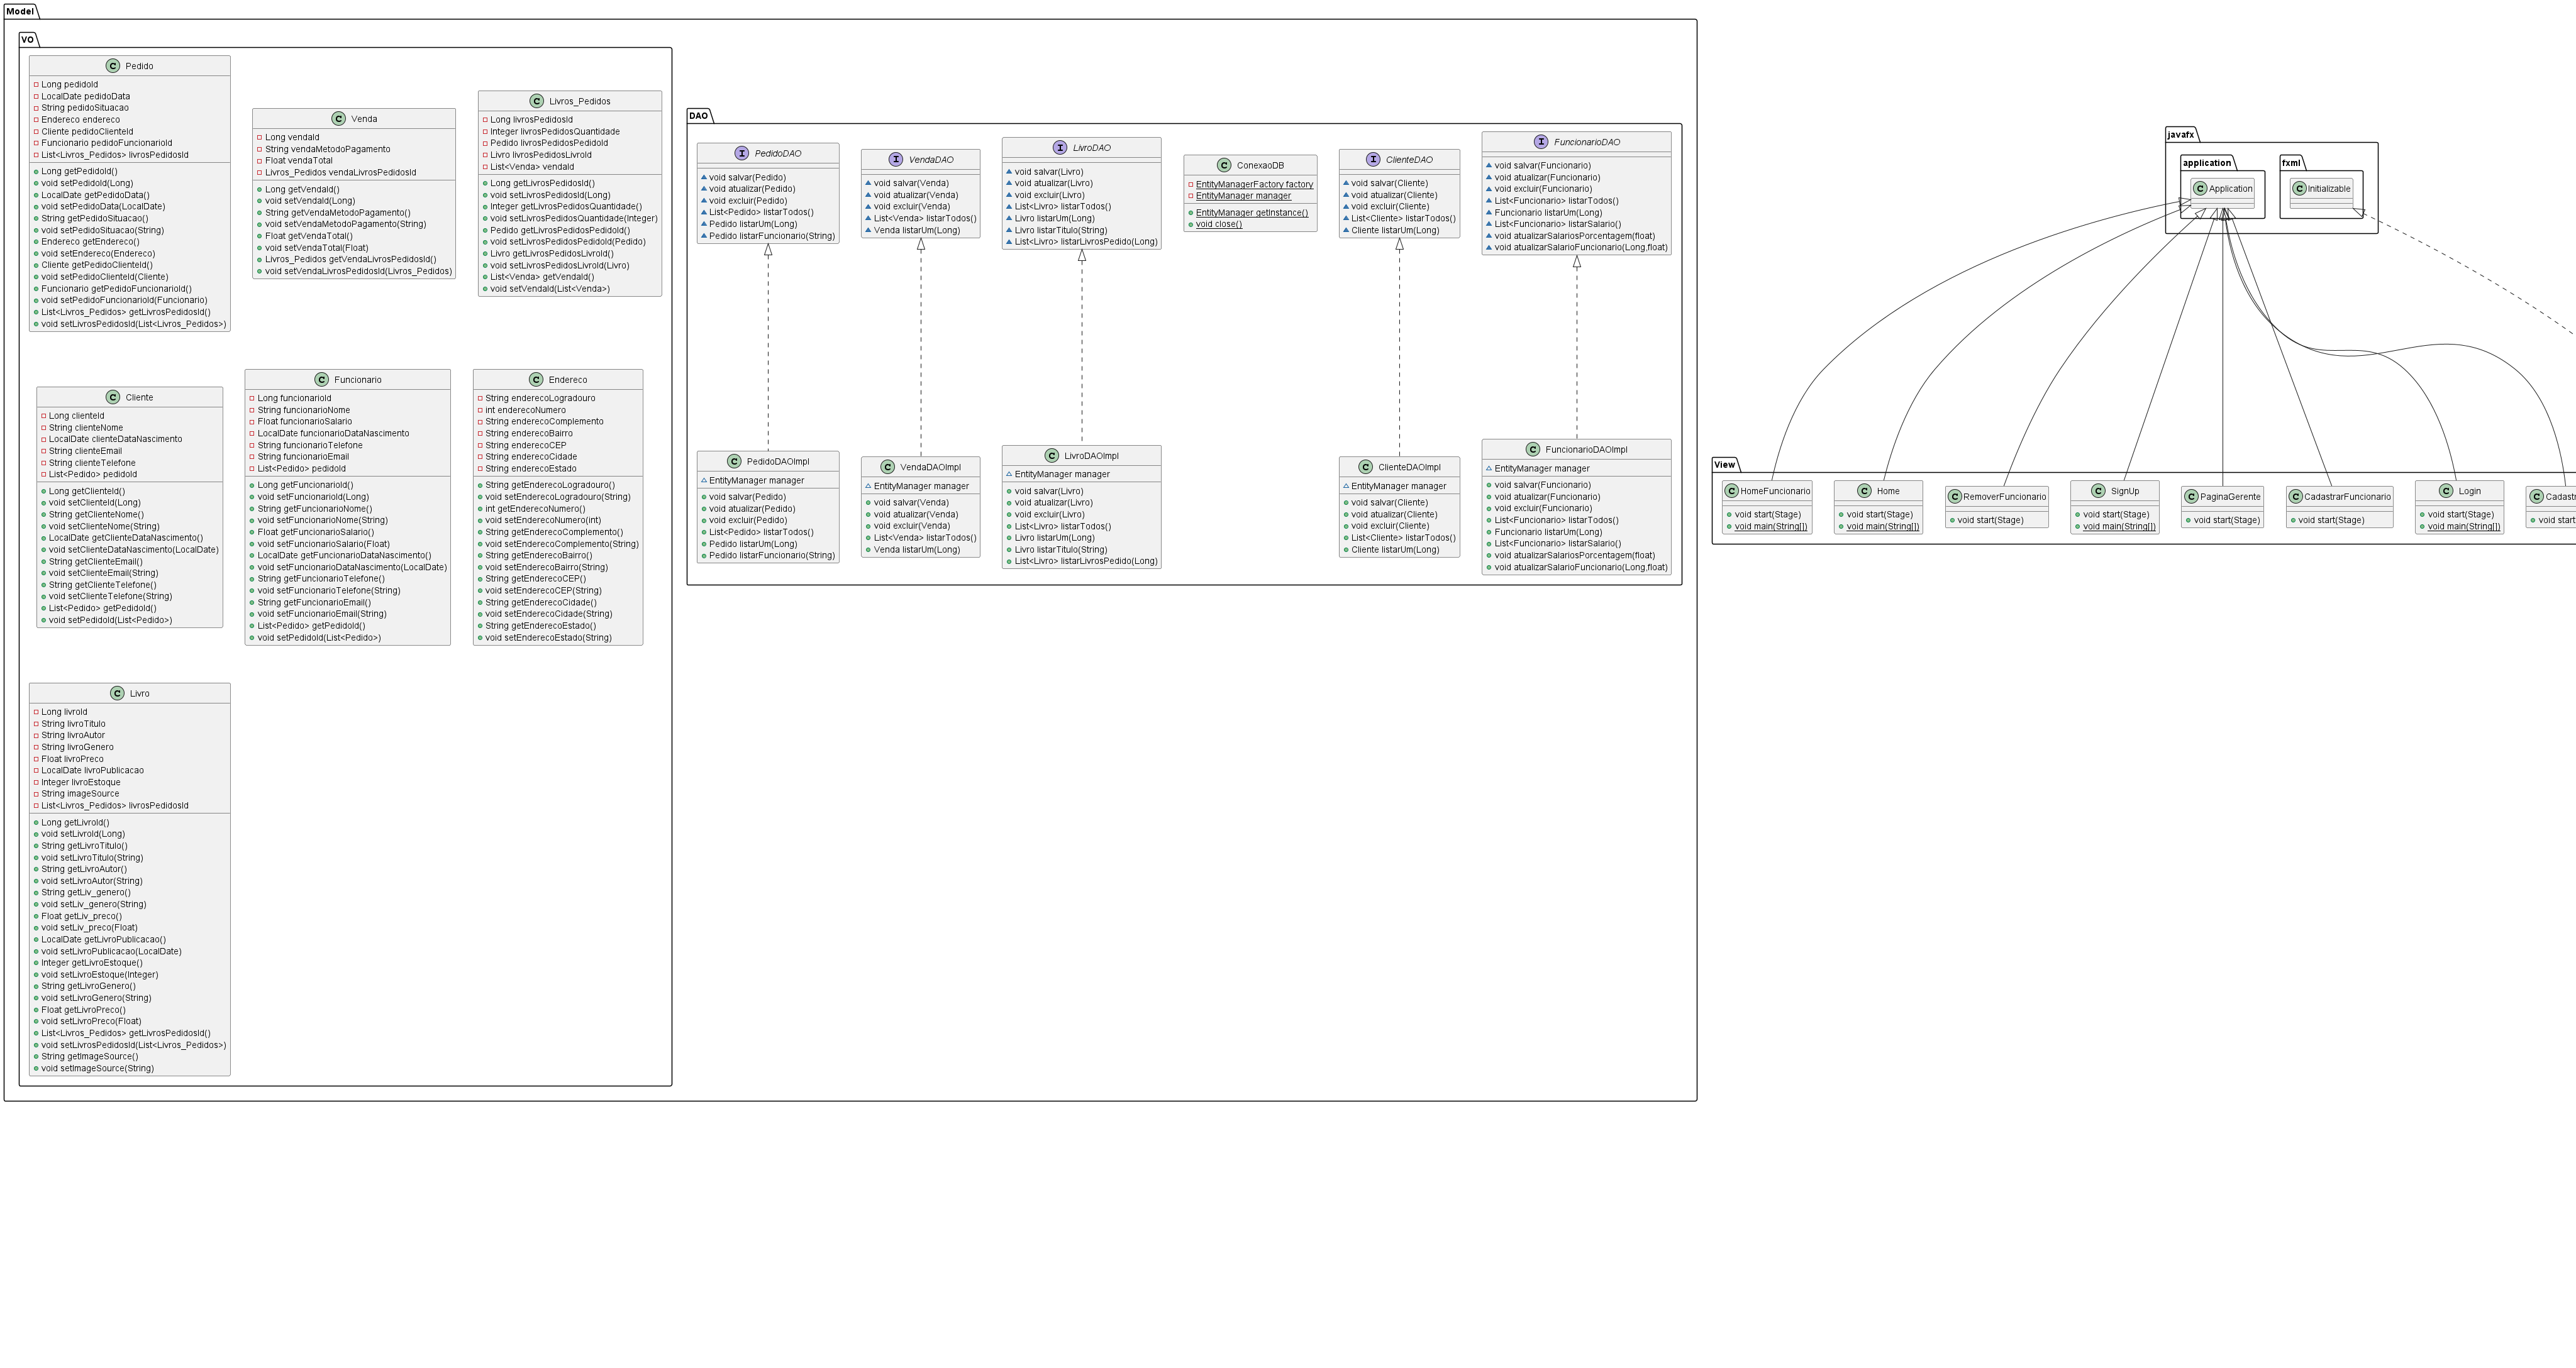 Model
VO
Pedido
Long pedidoId
LocalDate pedidoData
String pedidoSituacao
Endereco endereco
Cliente pedidoClienteId
Funcionario pedidoFuncionarioId
List<Livros_Pedidos> livrosPedidosId
Long getPedidoId()
void setPedidoId(Long)
LocalDate getPedidoData()
void setPedidoData(LocalDate)
String getPedidoSituacao()
void setPedidoSituacao(String)
Endereco getEndereco()
void setEndereco(Endereco)
Cliente getPedidoClienteId()
void setPedidoClienteId(Cliente)
Funcionario getPedidoFuncionarioId()
void setPedidoFuncionarioId(Funcionario)
List<Livros_Pedidos> getLivrosPedidosId()
void setLivrosPedidosId(List<Livros_Pedidos>)
Venda
Long vendaId
String vendaMetodoPagamento
Float vendaTotal
Livros_Pedidos vendaLivrosPedidosId
Long getVendaId()
void setVendaId(Long)
String getVendaMetodoPagamento()
void setVendaMetodoPagamento(String)
Float getVendaTotal()
void setVendaTotal(Float)
Livros_Pedidos getVendaLivrosPedidosId()
void setVendaLivrosPedidosId(Livros_Pedidos)
Livros_Pedidos
Long livrosPedidosId
Integer livrosPedidosQuantidade
Pedido livrosPedidosPedidoId
Livro livrosPedidosLivroId
List<Venda> vendaId
Long getLivrosPedidosId()
void setLivrosPedidosId(Long)
Integer getLivrosPedidosQuantidade()
void setLivrosPedidosQuantidade(Integer)
Pedido getLivrosPedidosPedidoId()
void setLivrosPedidosPedidoId(Pedido)
Livro getLivrosPedidosLivroId()
void setLivrosPedidosLivroId(Livro)
List<Venda> getVendaId()
void setVendaId(List<Venda>)
Cliente
Long clienteId
String clienteNome
LocalDate clienteDataNascimento
String clienteEmail
String clienteTelefone
List<Pedido> pedidoId
Long getClienteId()
void setClienteId(Long)
String getClienteNome()
void setClienteNome(String)
LocalDate getClienteDataNascimento()
void setClienteDataNascimento(LocalDate)
String getClienteEmail()
void setClienteEmail(String)
String getClienteTelefone()
void setClienteTelefone(String)
List<Pedido> getPedidoId()
void setPedidoId(List<Pedido>)
Funcionario
Long funcionarioId
String funcionarioNome
Float funcionarioSalario
LocalDate funcionarioDataNascimento
String funcionarioTelefone
String funcionarioEmail
List<Pedido> pedidoId
Long getFuncionarioId()
void setFuncionarioId(Long)
String getFuncionarioNome()
void setFuncionarioNome(String)
Float getFuncionarioSalario()
void setFuncionarioSalario(Float)
LocalDate getFuncionarioDataNascimento()
void setFuncionarioDataNascimento(LocalDate)
String getFuncionarioTelefone()
void setFuncionarioTelefone(String)
String getFuncionarioEmail()
void setFuncionarioEmail(String)
List<Pedido> getPedidoId()
void setPedidoId(List<Pedido>)
Endereco
String enderecoLogradouro
int enderecoNumero
String enderecoComplemento
String enderecoBairro
String enderecoCEP
String enderecoCidade
String enderecoEstado
String getEnderecoLogradouro()
void setEnderecoLogradouro(String)
int getEnderecoNumero()
void setEnderecoNumero(int)
String getEnderecoComplemento()
void setEnderecoComplemento(String)
String getEnderecoBairro()
void setEnderecoBairro(String)
String getEnderecoCEP()
void setEnderecoCEP(String)
String getEnderecoCidade()
void setEnderecoCidade(String)
String getEnderecoEstado()
void setEnderecoEstado(String)
Livro
Long livroId
String livroTitulo
String livroAutor
String livroGenero
Float livroPreco
LocalDate livroPublicacao
Integer livroEstoque
String imageSource
List<Livros_Pedidos> livrosPedidosId
Long getLivroId()
void setLivroId(Long)
String getLivroTitulo()
void setLivroTitulo(String)
String getLivroAutor()
void setLivroAutor(String)
String getLiv_genero()
void setLiv_genero(String)
Float getLiv_preco()
void setLiv_preco(Float)
LocalDate getLivroPublicacao()
void setLivroPublicacao(LocalDate)
Integer getLivroEstoque()
void setLivroEstoque(Integer)
String getLivroGenero()
void setLivroGenero(String)
Float getLivroPreco()
void setLivroPreco(Float)
List<Livros_Pedidos> getLivrosPedidosId()
void setLivrosPedidosId(List<Livros_Pedidos>)
String getImageSource()
void setImageSource(String)
DAO
PedidoDAO
void salvar(Pedido)
void atualizar(Pedido)
void excluir(Pedido)
List<Pedido> listarTodos()
Pedido listarUm(Long)
Pedido listarFuncionario(String)
VendaDAO
void salvar(Venda)
void atualizar(Venda)
void excluir(Venda)
List<Venda> listarTodos()
Venda listarUm(Long)
LivroDAO
void salvar(Livro)
void atualizar(Livro)
void excluir(Livro)
List<Livro> listarTodos()
Livro listarUm(Long)
Livro listarTitulo(String)
List<Livro> listarLivrosPedido(Long)
ConexaoDB
EntityManagerFactory factory
EntityManager manager
EntityManager getInstance()
void close()
ClienteDAO
void salvar(Cliente)
void atualizar(Cliente)
void excluir(Cliente)
List<Cliente> listarTodos()
Cliente listarUm(Long)
FuncionarioDAO
void salvar(Funcionario)
void atualizar(Funcionario)
void excluir(Funcionario)
List<Funcionario> listarTodos()
Funcionario listarUm(Long)
List<Funcionario> listarSalario()
void atualizarSalariosPorcentagem(float)
void atualizarSalarioFuncionario(Long,float)
PedidoDAOImpl
EntityManager manager
void salvar(Pedido)
void atualizar(Pedido)
void excluir(Pedido)
List<Pedido> listarTodos()
Pedido listarUm(Long)
Pedido listarFuncionario(String)
VendaDAOImpl
EntityManager manager
void salvar(Venda)
void atualizar(Venda)
void excluir(Venda)
List<Venda> listarTodos()
Venda listarUm(Long)
LivroDAOImpl
EntityManager manager
void salvar(Livro)
void atualizar(Livro)
void excluir(Livro)
List<Livro> listarTodos()
Livro listarUm(Long)
Livro listarTitulo(String)
List<Livro> listarLivrosPedido(Long)
ClienteDAOImpl
EntityManager manager
void salvar(Cliente)
void atualizar(Cliente)
void excluir(Cliente)
List<Cliente> listarTodos()
Cliente listarUm(Long)
FuncionarioDAOImpl
EntityManager manager
void salvar(Funcionario)
void atualizar(Funcionario)
void excluir(Funcionario)
List<Funcionario> listarTodos()
Funcionario listarUm(Long)
List<Funcionario> listarSalario()
void atualizarSalariosPorcentagem(float)
void atualizarSalarioFuncionario(Long,float)
javafx
application
Application
fxml
Initializable
View
HomeFuncionario
void start(Stage)
void main(String[])
Home
void start(Stage)
void main(String[])
RemoverFuncionario
void start(Stage)
SignUp
void start(Stage)
void main(String[])
PaginaGerente
void start(Stage)
CadastrarFuncionario
void start(Stage)
Login
void start(Stage)
void main(String[])
Cadast
void start